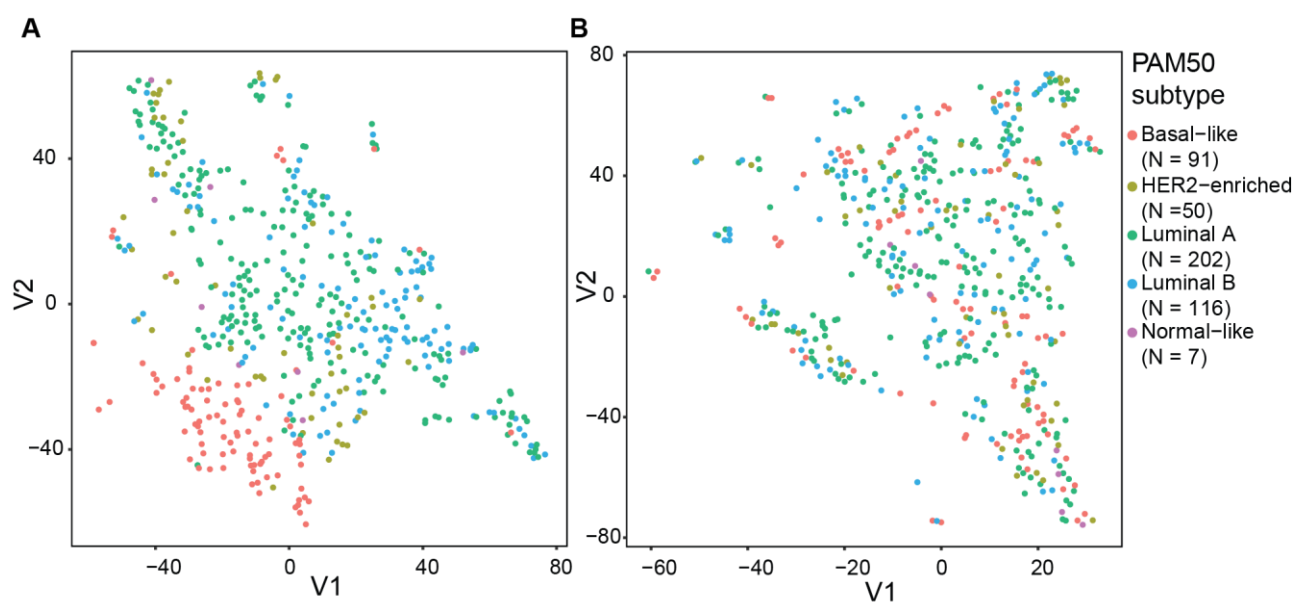 A
B
40
0
−40
V2
−40
0
40
80
V1
80
40
0
−40
−80
V2
−60
−40
−20
0
20
V1
PAM50
subtype
Basal−like
(N = 91)
HER2−enriched
(N =50)
Luminal A
(N = 202)
Luminal B
(N = 116)
Normal−like
(N = 7)